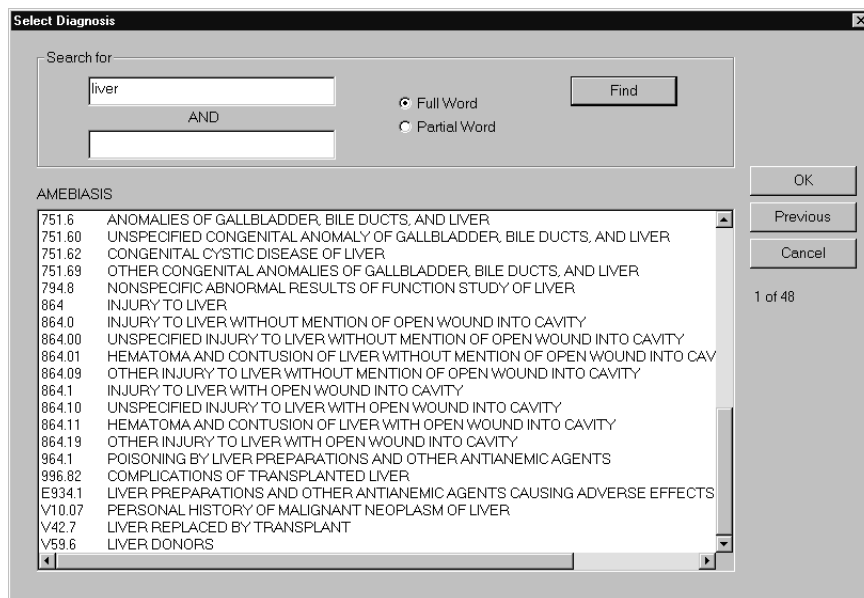 Select Diagnosis
Search for
liver
AND
Full Word
Partial Word
Find
AMEBIASIS
751.6 ANOMALIES OF GALLBLADDER, BILE DUCTS, AND LIVER
751.60 UNSPECIFIED CONGENITAL ANOMALY OF GALLBLADDER, BILE DUCTS, AND LIVER
751.62 CONGENITAL CYSTIC DISEASE OF LIVER
751.69 OTHER CONGENITAL ANOMALIES OF GALLBLADDER, BILE DUCTS, AND LIVER
794.8 NONSPECIFIC ABNORMAL RESULTS OF FUNCTION STUDY OF LIVER
864 INJURY TO LIVER
864.0 INJURY TO LIVER WITHOUT MENTION OF OPEN WOUND INTO CAVITY
864.00 UNSPECIFIED INJURY TO LIVER WITHOUT MENTION OF OPEN WOUND INTO CAVITY
864.01 HEMATOMA AND CONTUSION OF LIVER WITHOUT MENTION OF OPEN WOUND INTO CAV
864.09 OTHER INJURY TO LIVER WITHOUT MENTION OF OPEN WOUND INTO CAVITY
864.1 INJURY TO LIVER WITH OPEN WOUND INTO CAVITY
864.10 UNSPECIFIED INJURY TO LIVER WITH OPEN WOUND INTO CAVITY
864.11 HEMATOMA AND CONTUSION OF LIVER WITH OPEN WOUND INTO CAVITY
864.19 OTHER INJURY TO LIVER WITH OPEN WOUND INTO CAVITY
964.1 POISONING BY LIVER PREPARATIONS AND OTHER ANTIANEMIC AGENTS
996.82 COMPLICATIONS OF TRANSPLANTED LIVER
E934.1 LIVER PREPARATIONS AND OTHER ANTIANEMIC AGENTS CAUSING ADVERSE EFFECTS
V10.07 PERSONAL HISTORY OF MALIGNANT NEOPLASM OF LIVER
V42.7 LIVER REPLACED BY TRANSPLANT
V59.6 LIVER DONORS
OK
Previous
Cancel
1 of 48